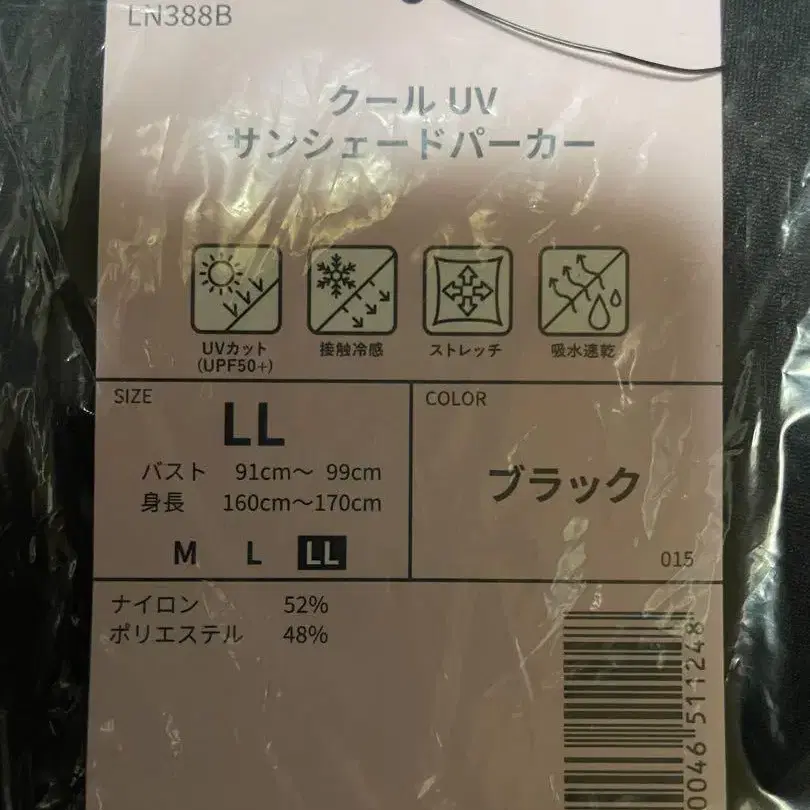 LN388B
クール UV
サンシェードパーカー
UVカット
(UPF50+)
接触冷感
ストレッチ
吸水速乾
SIZE
LL
バスト 91cm～ 99cm
身長 160cm～170cm
M L LL
COLOR
ブラック
015
ナイロン 52%
ポリエステル 48%
0046511248